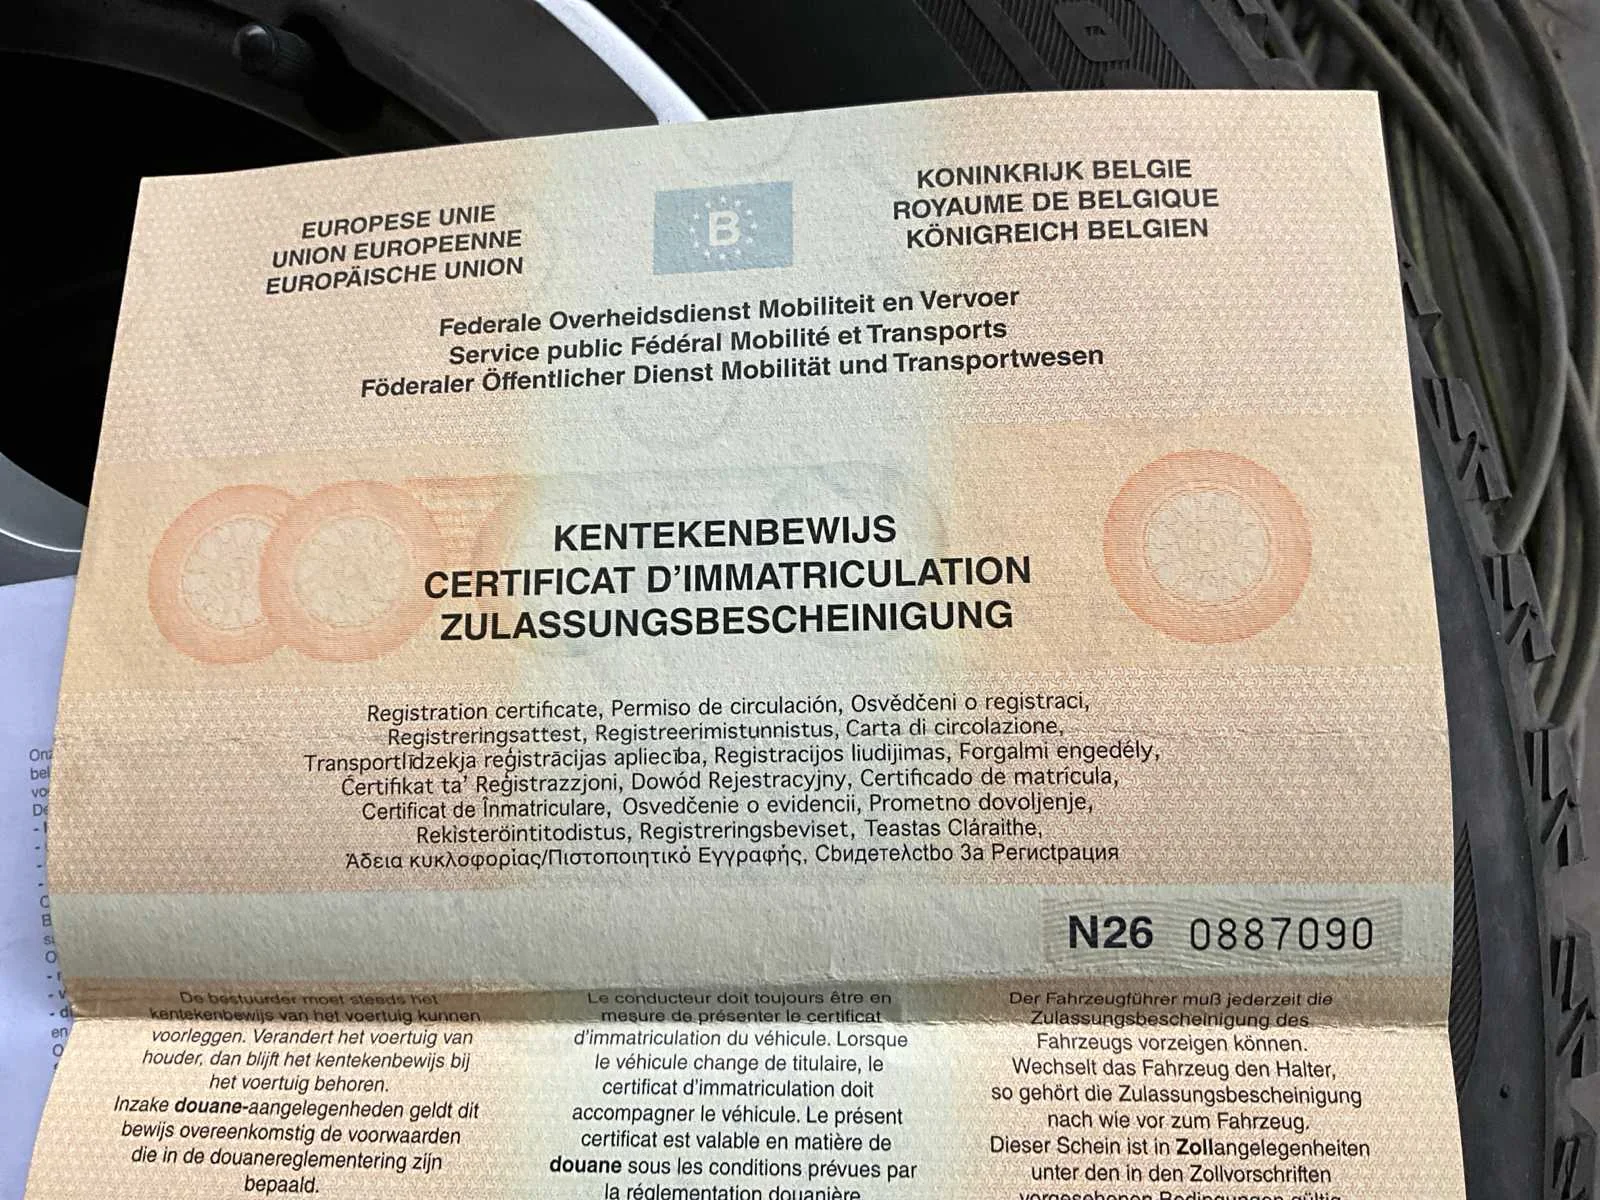 EUROPESE UNIE
UNION EUROPEENNE
EUROPÄISCHE UNION
B
KONINKRIJK BELGIE
ROYAUME DE BELGIQUE
KÖNIGREICH BELGIEN
Federale Overheidsdienst Mobiliteit en Vervoer
Service public Fédéral Mobilité et Transports
Föderaler Öffentlicher Dienst Mobilität und Transportwesen
KENTEKENBEWIJS
CERTIFICAT D'IMMATRICULATION
ZULASSUNGSBESCHEINIGUNG
Registration certificate, Permiso de circulación, Osvědčeni o registraci,
Registreringsattest, Registreerimistunnistus, Carta di circolazione,
Transportlīdzekja reģistrācijas apliecība, Registracijos liudijimas, Forgalmi engedély,
Ċertifikat ta' Reġistrazzjoni, Dowód Rejestracyjny, Certificado de matrícula,
Certificat de Înmatriculare, Osvedčenie o evidencii, Prometno dovoljenje,
Rekisteröintitodistus, Registreringsbeviset, Teastas Cláraithe,
Άδεια κυκλοφορίας/Πιστοποιητικό Εγγραφής, Свидетелство За Регистрация
N26 0887090
De bestuurder moet steeds het
kentekenbewijs van het voertuig kunnen
voorleggen. Verandert het voertuig van
houder, dan blijft het kentekenbewijs bij
het voertuig behoren.
Inzake douane-aangelegenheden geldt dit
bewijs overeenkomstig de voorwaarden
die in de douanereglementering zijn
bepaald.
Le conducteur doit toujours être en
mesure de présenter le certificat
d'immatriculation du véhicule. Lorsque
le véhicule change de titulaire, le
certificat d'immatriculation doit
accompagner le véhicule. Le présent
certificat est valable en matière de
douane sous les conditions prévues par
la réglementation douanière
Der Fahrzeugführer muß jederzeit die
Zulassungsbescheinigung des
Fahrzeugs vorzeigen können.
Wechselt das Fahrzeug den Halter,
so gehört die Zulassungsbescheinigung
nach wie vor zum Fahrzeug.
Dieser Schein ist in Zollangelegenheiten
unter den in den Zollvorschriften
vorgesehenen Bedingungen gültig